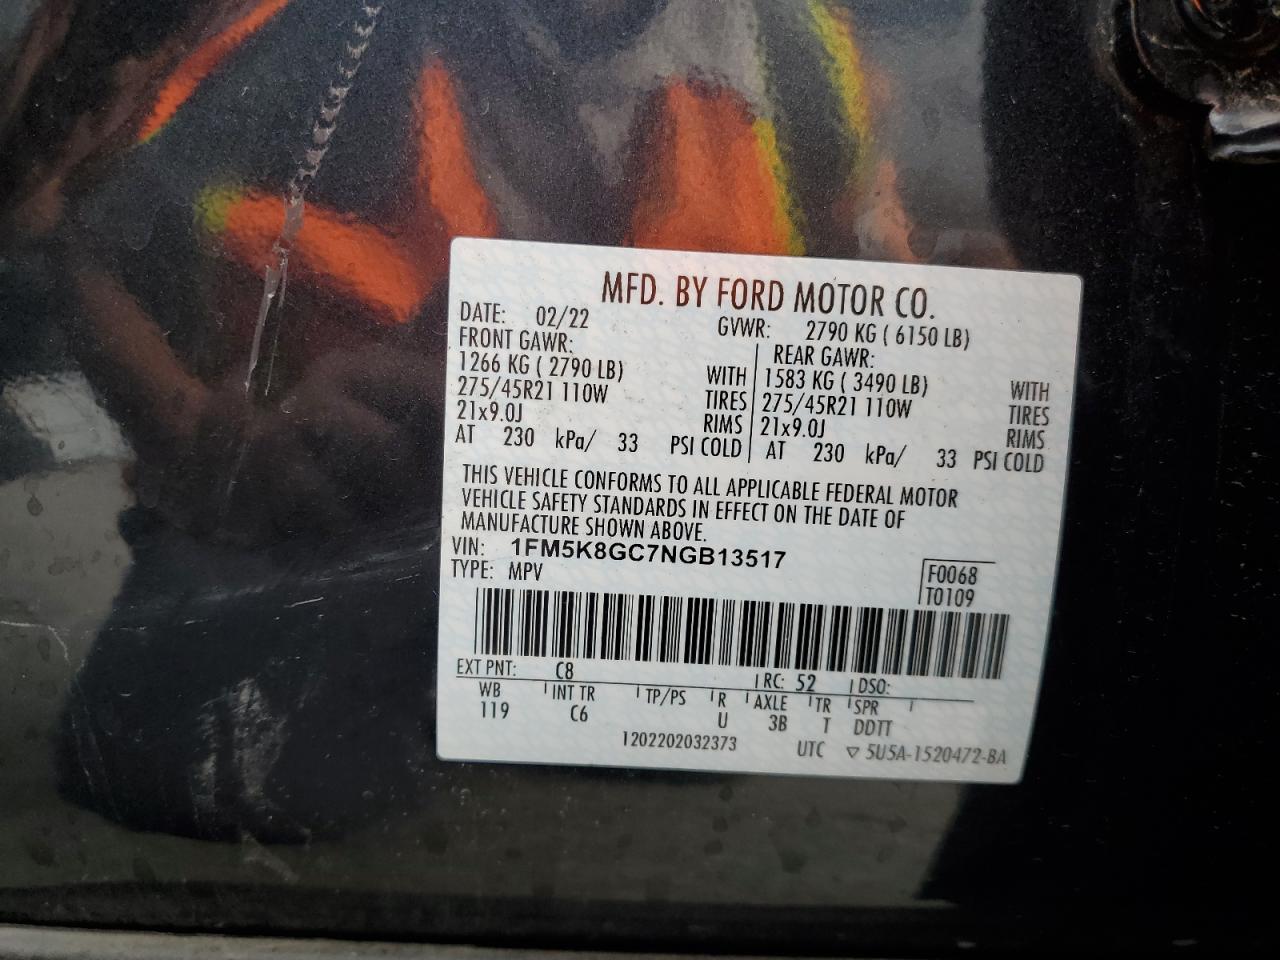 MFD. BY FORD MOTOR CO.
DATE: 02/22 GVWR: 2790 KG ( 6150 LB)
FRONT GAWR: REAR GAWR:
1266 KG ( 2790 LB) WITH 1583 KG ( 3490 LB) WITH
275/45R21 110W TIRES 275/45R21 110W TIRES
21x9.0J RIMS 21x9.0J RIMS
AT 230 kPa/ 33 PSI COLD AT 230 kPa/ 33 PSI COLD
THIS VEHICLE CONFORMS TO ALL APPLICABLE FEDERAL MOTOR
VEHICLE SAFETY STANDARDS IN EFFECT ON THE DATE OF
MANUFACTURE SHOWN ABOVE.
VIN: 1FM5K8GC7NGB13517
TYPE: MPV F0068
T0109
EXT PNT: C8 RC: 52 DSO:
WB INT TR TP/PS R AXLE TR SPR
119 C6 U 3B T DDTT
1202202032373 UTC ▽ 5U5A-1520472-BA